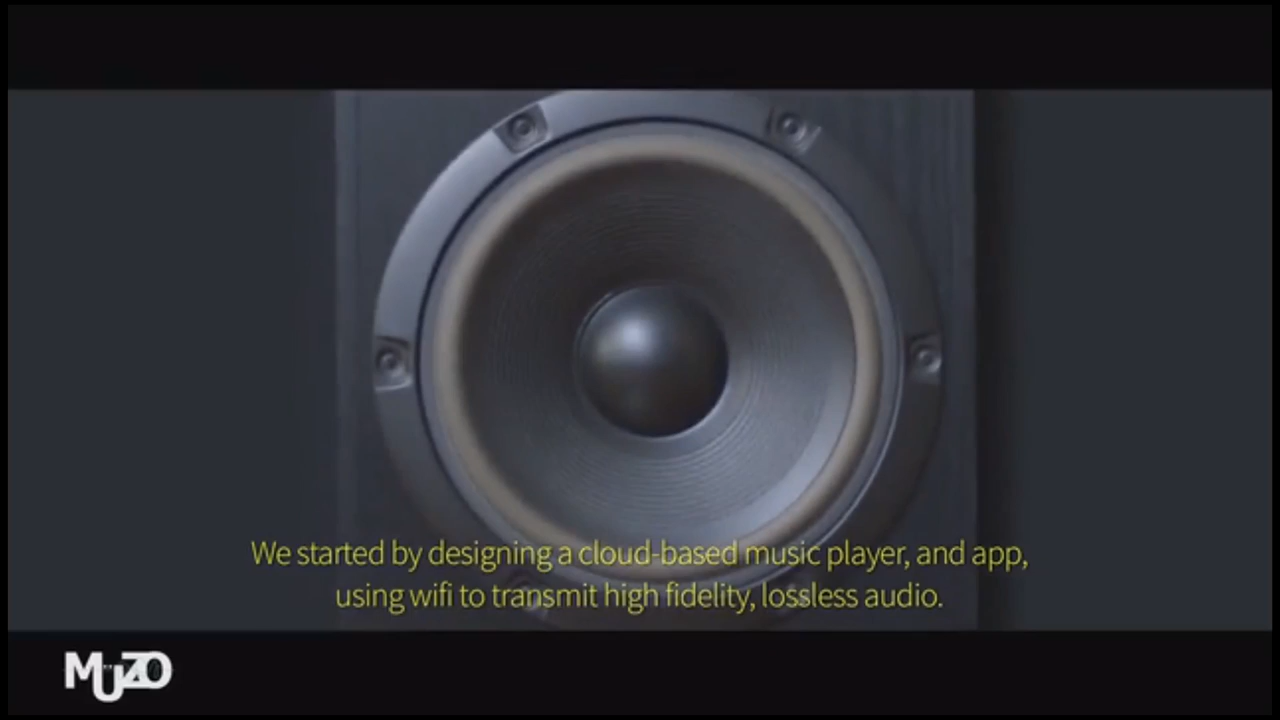 We started by designing a cloud-based music player, and app,
using wifi to transmit high fidelity, lossless audio.
MUZO